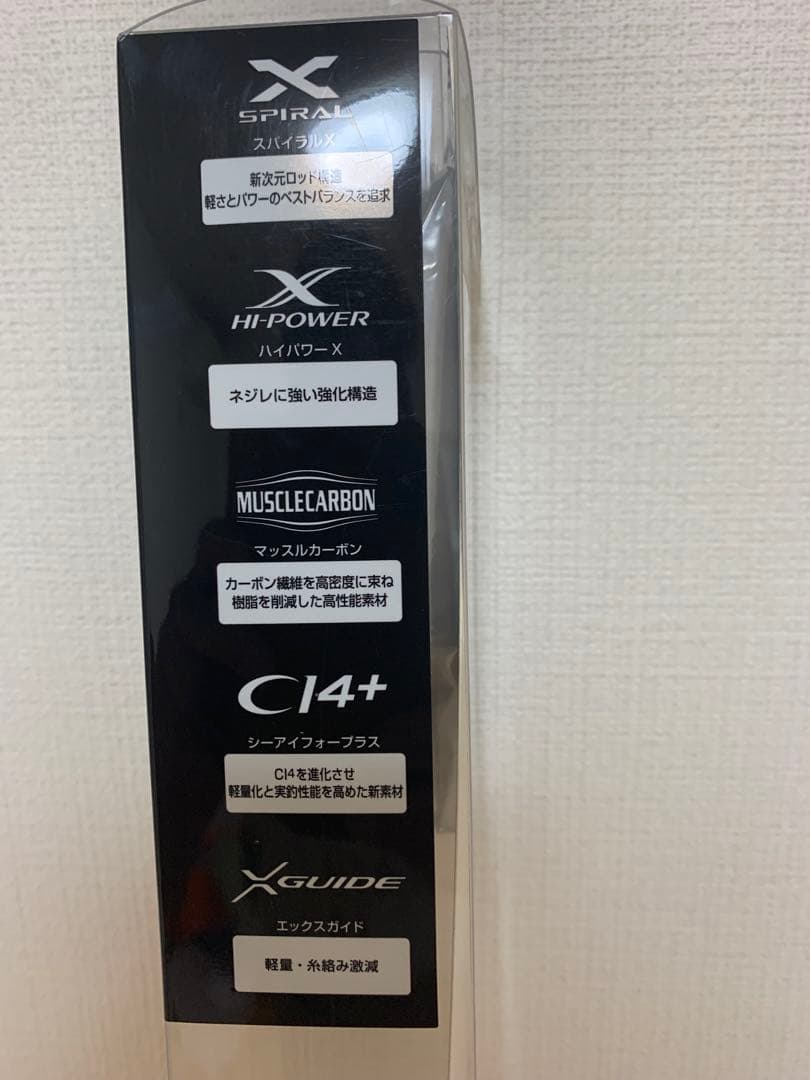 X
SPIRAL
スパイラルX
新次元ロッド構造
軽さとパワーのベストバランスを追求
X
HI-POWER
ハイパワーX
ネジレに強い強化構造
MUSCLECARBON
マッスルカーボン
カーボン繊維を高密度に束ね
樹脂を削減した高性能素材
CI4+
シーアイフォープラス
CI4を進化させ
軽量化と実釣性能を高めた新素材
XGUIDE
エックスガイド
軽量・糸絡み激減